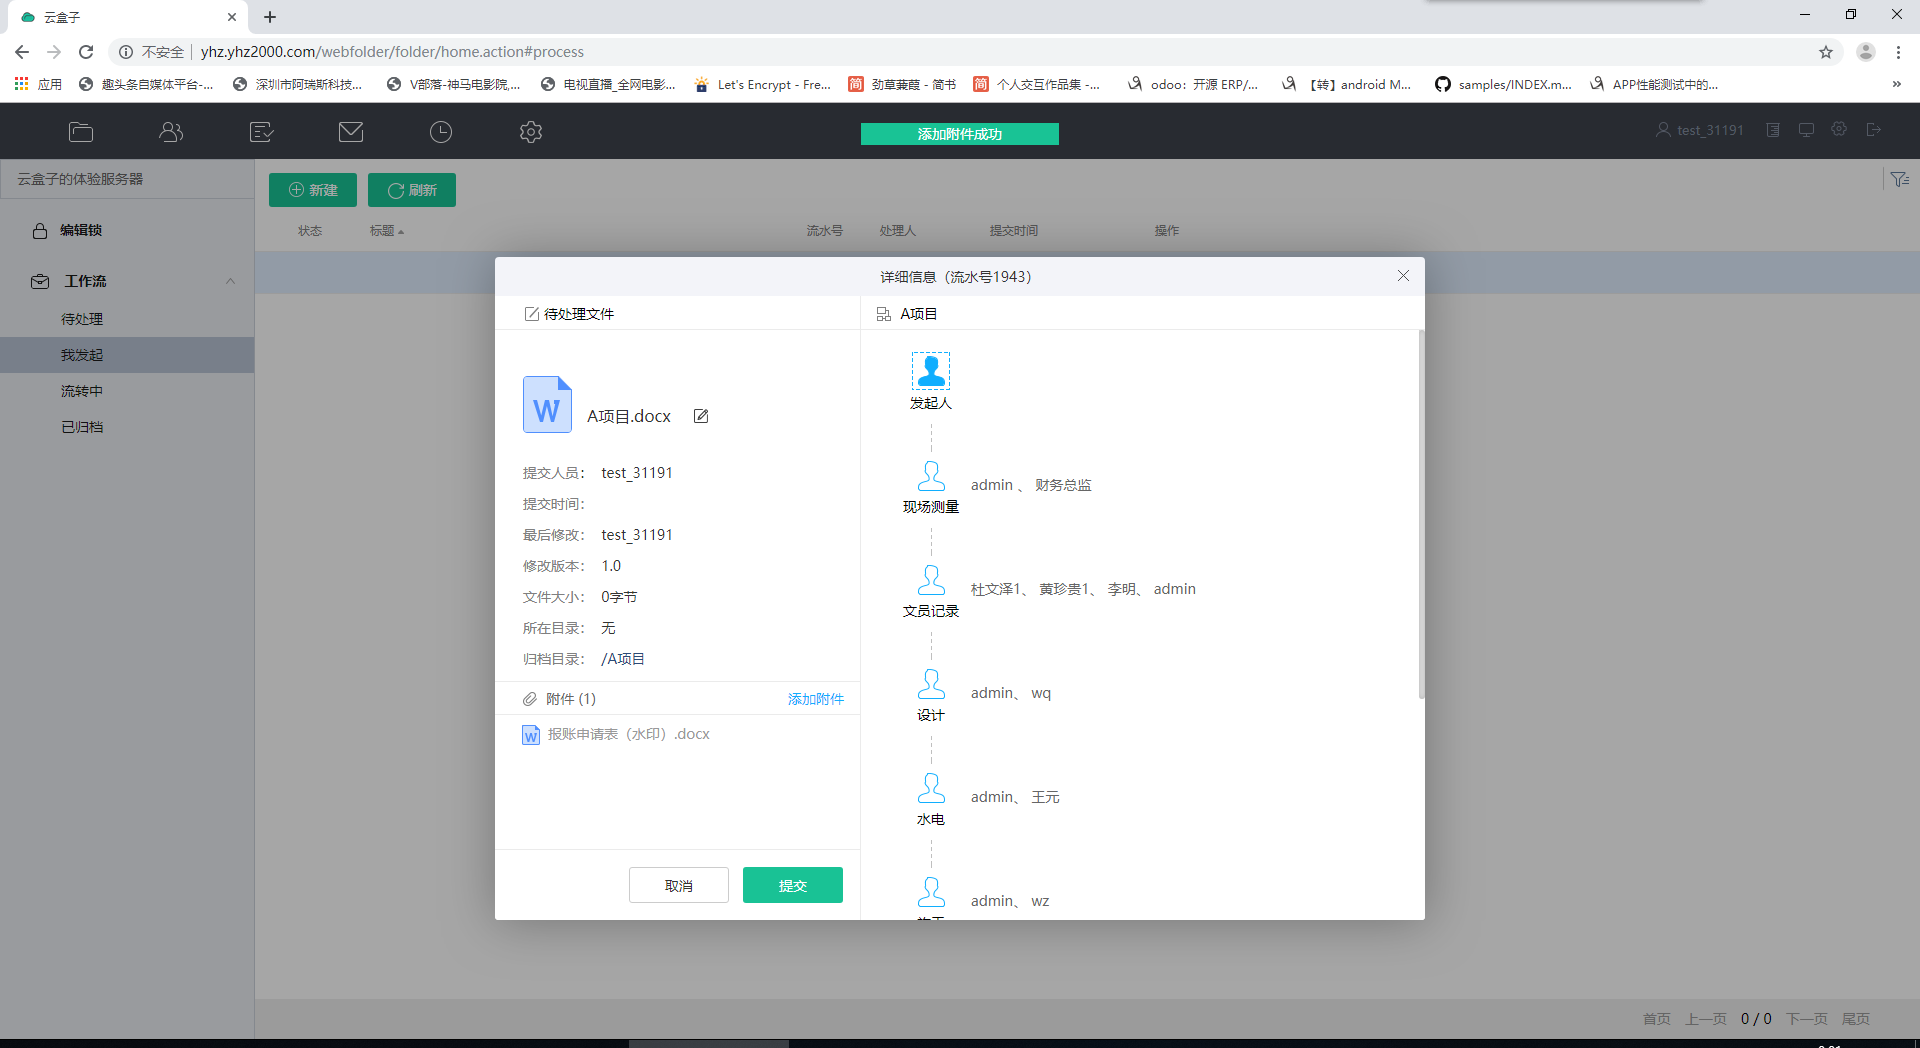 云盒子
不安全 yhz.yhz2000.com/webfolder/folder/home.action#process
应用 趣头条自媒体平台-... 深圳市阿瑞斯科技... V部落-神马电影院,... 电视直播_全网电影... Let's Encrypt - Fre... 简 劲草蒹葭 - 简书 简 个人交互作品集 -... odoo：开源 ERP/... 【转】android M... samples/INDEX.m... APP性能测试中的... »
添加附件成功
test_31191
云盒子的体验服务器
新建 刷新
编辑锁
状态 标题 流水号 处理人 提交时间 操作
工作流
待处理
我发起
流转中
已归档
详细信息（流水号1943）
待处理文件
A项目
发起人
W A项目.docx
提交人员： test_31191
提交时间：
最后修改： test_31191
修改版本： 1.0
文件大小： 0字节
所在目录： 无
归档目录： /A项目
附件 (1) 添加附件
W 报账申请表（水印）.docx
取消 提交
admin 、 财务总监
现场测量
杜文泽1、 黄珍贵1、 李明、 admin
文员记录
admin、 wq
设计
admin、 王元
水电
admin、 wz
首页 上一页 0 / 0 下一页 尾页